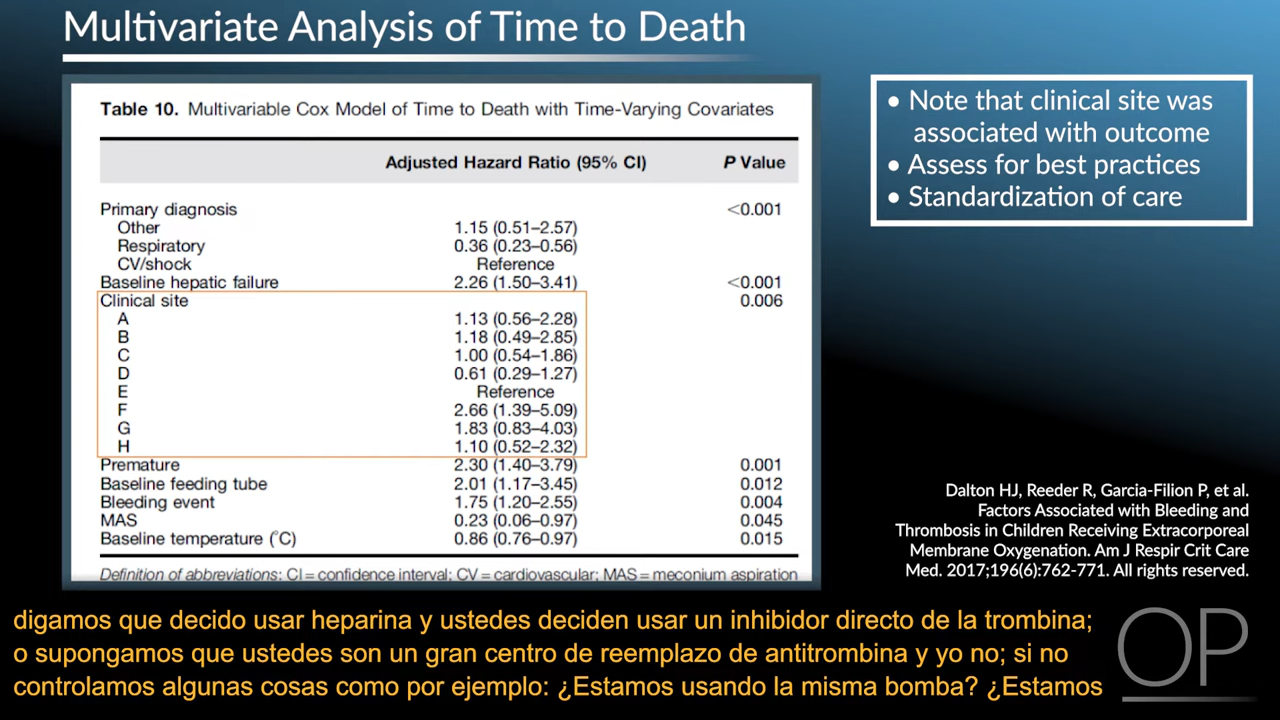 Multivariate Analysis of Time to Death
Table 10. Multivariable Cox Model of Time to Death with Time-Varying Covariates
Adjusted Hazard Ratio (95% CI) P Value
Primary diagnosis <0.001
Other 1.15 (0.51–2.57)
Respiratory 0.36 (0.23–0.56)
CV/shock Reference
Baseline hepatic failure 2.26 (1.50–3.41) <0.001
Clinical site 0.006
A 1.13 (0.56–2.28)
B 1.18 (0.49–2.85)
C 1.00 (0.54–1.86)
D 0.61 (0.29–1.27)
E Reference
F 2.66 (1.39–5.09)
G 1.83 (0.83–4.03)
H 1.10 (0.52–2.32)
Premature 2.30 (1.40–3.79) 0.001
Baseline feeding tube 2.01 (1.17–3.45) 0.012
Bleeding event 1.75 (1.20–2.55) 0.004
MAS 0.23 (0.06–0.97) 0.045
Baseline temperature (°C) 0.86 (0.76–0.97) 0.015
Definition of abbreviations: CI = confidence interval; CV = cardiovascular; MAS = meconium aspiration
• Note that clinical site was
associated with outcome
• Assess for best practices
• Standardization of care
Dalton HJ, Reeder R, Garcia-Filion P, et al.
Factors Associated with Bleeding and
Thrombosis in Children Receiving Extracorporeal
Membrane Oxygenation. Am J Respir Crit Care
Med. 2017;196(6):762-771. All rights reserved.
digamos que decido usar heparina y ustedes deciden usar un inhibidor directo de la trombina;
o supongamos que ustedes son un gran centro de reemplazo de antitrombina y yo no; si no
controlamos algunas cosas como por ejemplo: ¿Estamos usando la misma bomba? ¿Estamos
OP